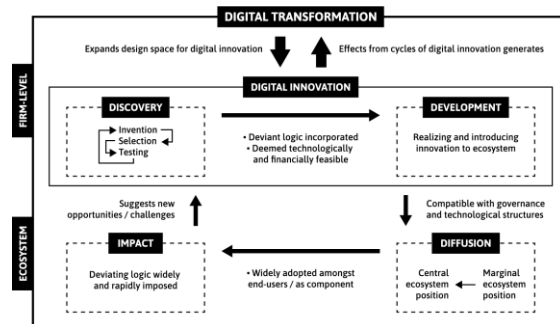 DIGITAL TRANSFORMATION
Expands design space for digital innovation
Effects from cycles of digital innovation generates
FIRM-LEVEL
DIGITAL INNOVATION
DISCOVERY
Invention
Selection
Testing
• Deviant logic incorporated
• Deemed technologically
and financially feasible
DEVELOPMENT
Realizing and introducing
innovation to ecosystem
Suggests new
opportunities / challenges
Compatible with governance
and technological structures
ECOSYSTEM
IMPACT
Deviating logic widely
and rapidly imposed
• Widely adopted amongst
end-users / as component
DIFFUSION
Central
ecosystem
position
Marginal
ecosystem
position